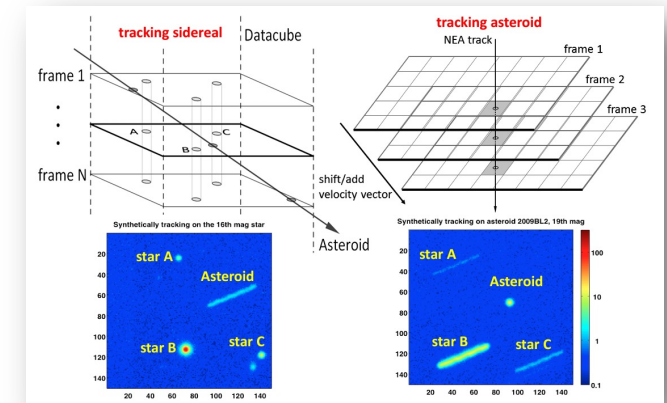 tracking sidereal
Datacube
frame 1
A
C
B
frame N
Asteroid
tracking asteroid
NEA track
frame 1
frame 2
frame 3
shift/add
velocity vector
Synthetically tracking on the 16th mag star
star A
Asteroid
star B
star C
20
40
60
80
100
120
140
20 40 60 80 100 120 140
Synthetically tracking on asteroid 2009BL2, 19th mag
star A
Asteroid
star B
star C
20
40
60
80
100
120
140
20 40 60 80 100 120 140
100
10
1
0.1